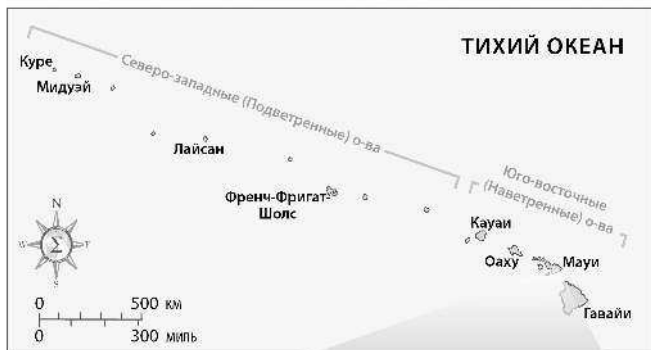 ТИХИЙ ОКЕАН
Северо-западные (Подветренные) о-ва
Куре
Мидуэй
Лайсан
Френч-Фригат-
Шолс
Юго-восточные
(Наветренные) о-ва
Кауаи
Оаху
Мауи
Гавайи
N
W
Σ
E
S
0 500 км
0 300 миль